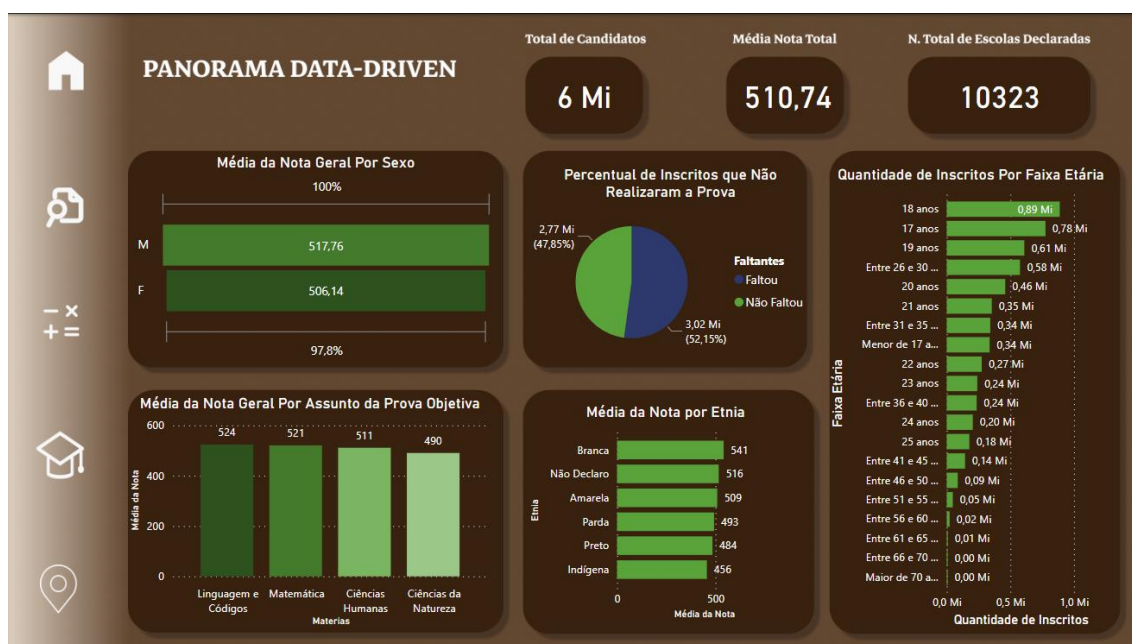 PANORAMA DATA-DRIVEN
Total de Candidatos
6 Mi
Média Nota Total
510,74
N. Total de Escolas Declaradas
10323
Média da Nota Geral Por Sexo
100%
M
517,76
F
506,14
97,8%
Percentual de Inscritos que Não
Realizaram a Prova
2,77 Mi
(47,85%)
Faltantes
Faltou
Não Faltou
3,02 Mi
(52,15%)
Quantidade de Inscritos Por Faixa Etária
Faixa Etária
18 anos 0,89 Mi
17 anos 0,78 Mi
19 anos 0,61 Mi
Entre 26 e 30 ... 0,58 Mi
20 anos 0,46 Mi
21 anos 0,35 Mi
Entre 31 e 35 ... 0,34 Mi
Menor de 17 a... 0,34 Mi
22 anos 0,27 Mi
23 anos 0,24 Mi
Entre 36 e 40 ... 0,24 Mi
24 anos 0,20 Mi
25 anos 0,18 Mi
Entre 41 e 45 ... 0,14 Mi
Entre 46 e 50 ... 0,09 Mi
Entre 51 e 55 ... 0,05 Mi
Entre 56 e 60 ... 0,02 Mi
Entre 61 e 65 ... 0,01 Mi
Entre 66 e 70 ... 0,00 Mi
Maior de 70 a... 0,00 Mi
0,0 Mi 0,5 Mi 1,0 Mi
Quantidade de Inscritos
Média da Nota Geral Por Assunto da Prova Objetiva
Média da Nota
600
400
200
0
524 521 511 490
Linguagem e Matemática Ciências Ciências da
Códigos Humanas Natureza
Materias
Média da Nota por Etnia
Etnia
Branca 541
Não Declaro 516
Amarela 509
Parda 493
Preto 484
Indígena 456
0 500
Média da Nota